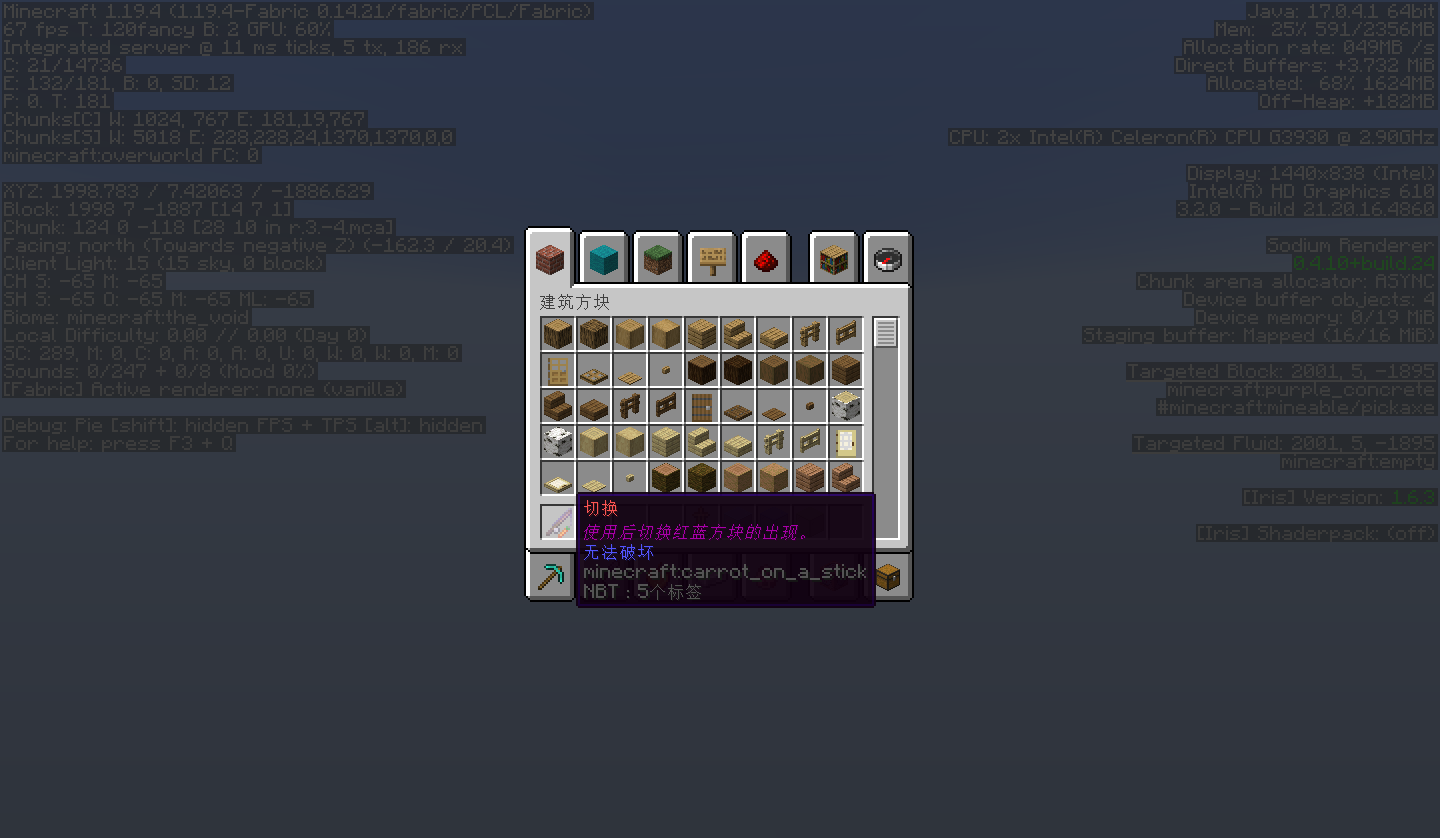 Minecraft 1.19.4 (1.19.4-Fabric 0.14.21/fabric/PCL/Fabric)
67 fps T: 120fancy B: 2 GPU: 60%
Integrated server @ 11 ms ticks, 5 tx, 186 rx
C: 21/14736
E: 132/181, B: 0, SD: 12
P: 0. T: 181
Chunks[C] W: 1024, 767 E: 181,19,767
Chunks[S] W: 5018 E: 228,228,24,1370,1370,0,0
minecraft:overworld FC: 0
XYZ: 1998.783 / 7.42063 / -1886.629
Block: 1998 7 -1887 [14 7 1]
Chunk: 124 0 -118 [28 10 in r.3.-4.mca]
Facing: north (Towards negative Z) (-162.3 / 20.4)
Client Light: 15 (15 sky, 0 block)
CH S: -65 M: -65
SH S: -65 O: -65 M: -65 ML: -65
Biome: minecraft:the_void
Local Difficulty: 0.00 // 0.00 (Day 0)
SC: 289, M: 0, C: 0, A: 0, A: 0, U: 0, W: 0, W: 0, M: 0
Sounds: 0/247 + 0/8 (Mood 0%)
[Fabric] Active renderer: none (vanilla)
Debug: Pie [shift]: hidden FPS + TPS [alt]: hidden
For help: press F3 + Q
Java: 17.0.4.1 64bit
Mem: 25% 591/2356MB
Allocation rate: 049MB /s
Direct Buffers: +3.732 MiB
Allocated: 68% 1624MB
Off-Heap: +182MB
CPU: 2x Intel(R) Celeron(R) CPU G3930 @ 2.90GHz
Display: 1440x838 (Intel)
Intel(R) HD Graphics 610
3.2.0 - Build 21.20.16.4860
Sodium Renderer
0.4.10+build.24
Chunk arena allocator: ASYNC
Device buffer objects: 4
Device memory: 0/19 MiB
Staging buffer: Mapped (16/16 MiB)
Targeted Block: 2001, 5, -1895
minecraft:purple_concrete
#minecraft:mineable/pickaxe
Targeted Fluid: 2001, 5, -1895
minecraft:empty
[Iris] Version: 1.6.3
[Iris] Shaderpack: (off)
建筑方块
切换
使用后切换红蓝方块的出现。
无法破坏
minecraft:carrot_on_a_stick
NBT：5个标签